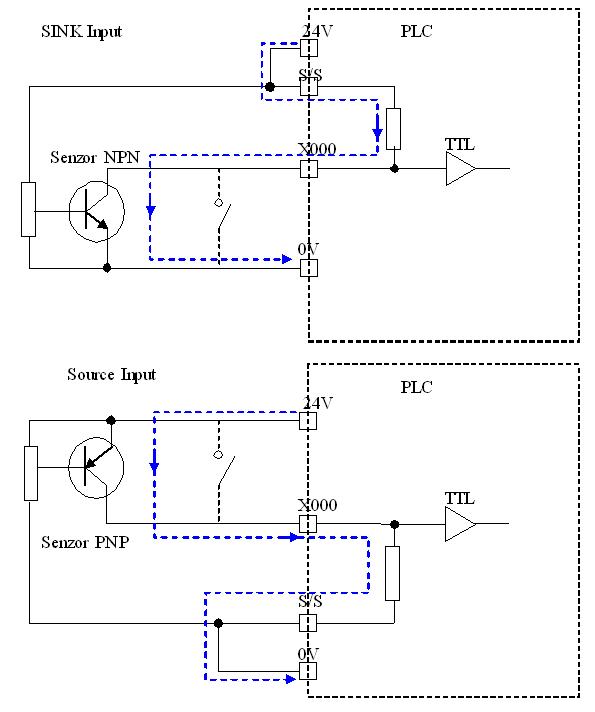 SINK Input
24V
PLC
S/S
Senzor NPN
X000
TTL
0V
Source Input
PLC
24V
X000
TTL
Senzor PNP
S/S
0V